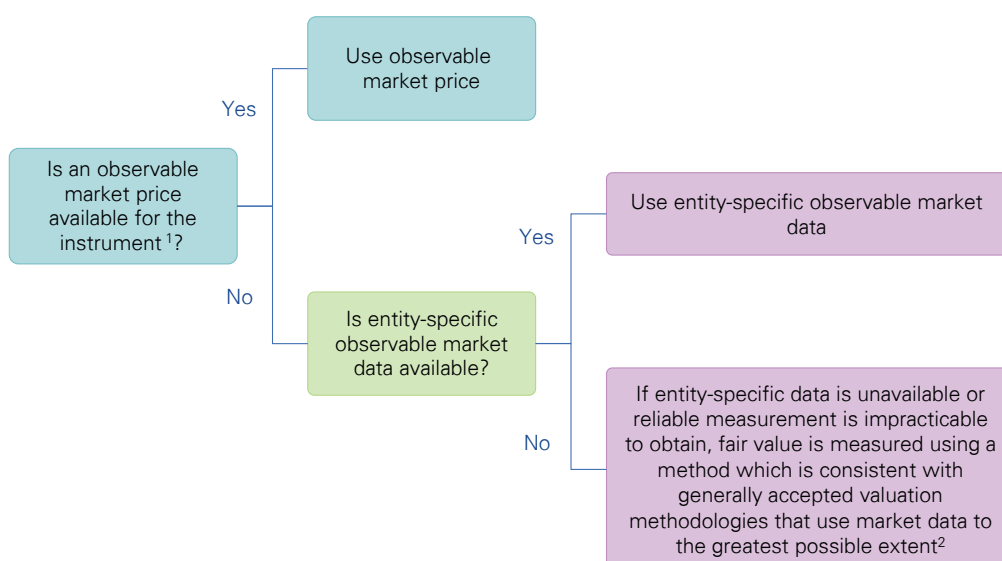 Use observable
market price
Yes
Is an observable
market price
available for the
instrument ¹?
No
Use entity-specific observable market
data
Yes
Is entity-specific
observable market
data available?
No
If entity-specific data is unavailable or
reliable measurement is impracticable
to obtain, fair value is measured using a
method which is consistent with
generally accepted valuation
methodologies that use market data to
the greatest possible extent²